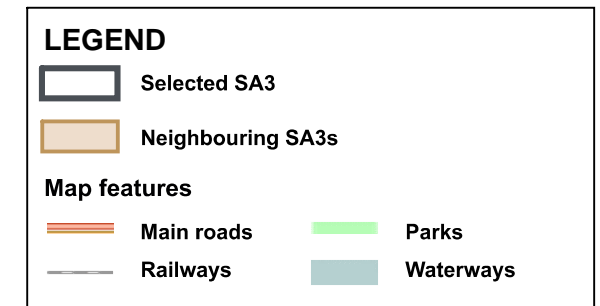 LEGEND
Selected SA3
Neighbouring SA3s
Map features
Main roads
Parks
Railways
Waterways